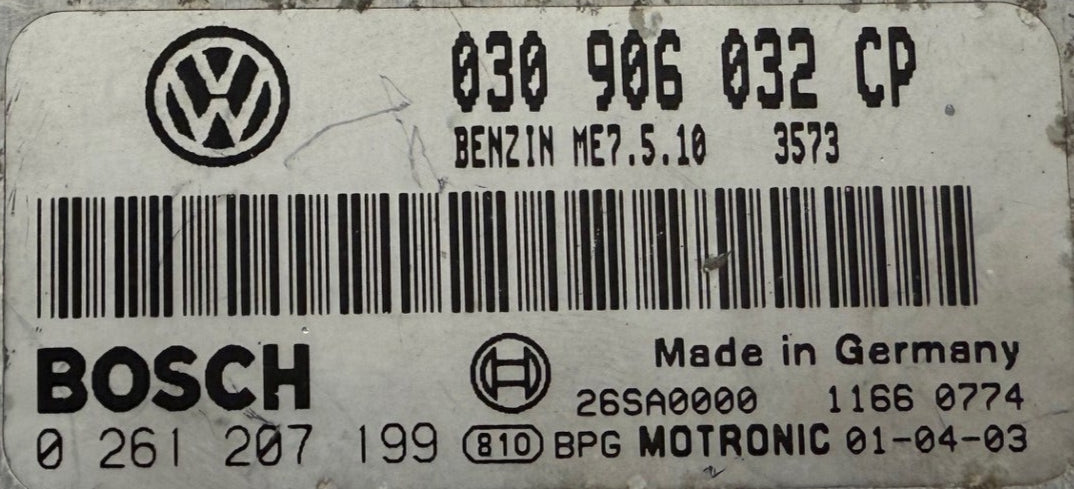 VW
030 906 032 CP
BENZIN ME7.5.10 3573
BOSCH
Made in Germany
26SA0000 1166 0774
0 261 207 199 810 BPG MOTRONIC 01-04-03